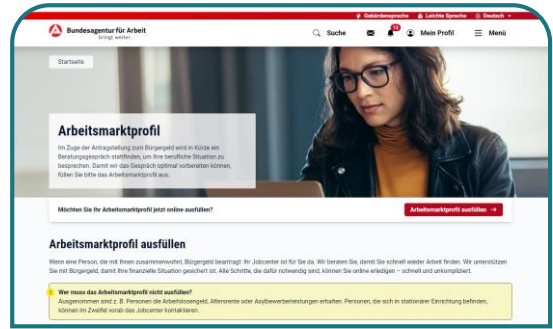 Gebärdensprache Leichte Sprache Deutsch
Bundesagentur für Arbeit
bringt weiter.
Suche
Mein Profil
Menü
Startseite
Arbeitsmarktprofil
Im Zuge der Antragstellung zum Bürgergeld wird in Kürze ein
Beratungsgespräch stattfinden, um Ihre berufliche Situation zu
besprechen. Damit wir das Gespräch optimal vorbereiten können,
füllen Sie bitte das Arbeitsmarktprofil aus.
Möchten Sie Ihr Arbeitsmarktprofil jetzt online ausfüllen?
Arbeitsmarktprofil ausfüllen →
Arbeitsmarktprofil ausfüllen
Wenn eine Person, die mit Ihnen zusammenwohnt, Bürgergeld beantragt: Ihr Jobcenter ist für Sie da. Wir beraten Sie, damit Sie schnell wieder Arbeit finden. Wir unterstützen
Sie mit Bürgergeld, damit Ihre finanzielle Situation gesichert ist. Alle Schritte, die dafür notwendig sind, können Sie online erledigen – schnell und unkompliziert.
Wer muss das Arbeitsmarktprofil nicht ausfüllen?
Ausgenommen sind z. B. Personen die Arbeitslosengeld, Altersrente oder Asylbewerberleistungen erhalten. Personen, die sich in stationärer Einrichtung befinden,
können im Zweifel vorab das Jobcenter kontaktieren.